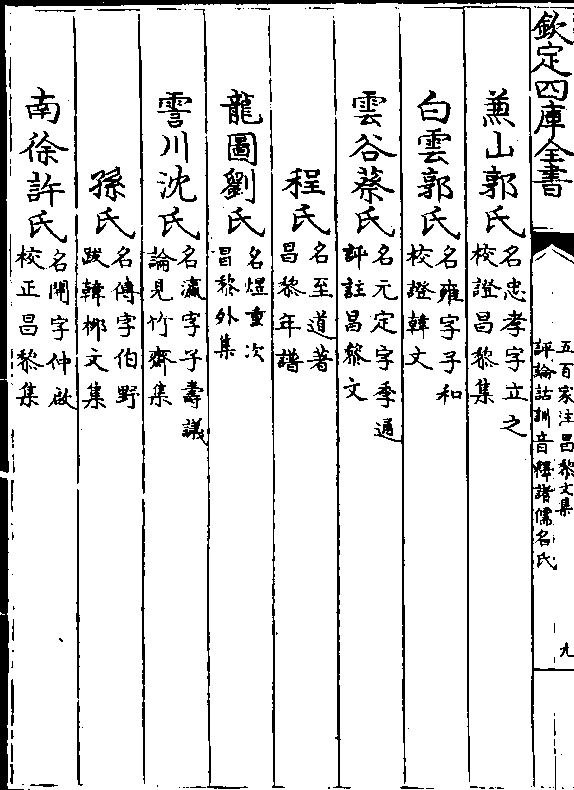 欽定四庫全書
五百家注昌黎文集
評論詁訓音釋諸儒名氏
九
蕭山郭氏
名忠孝字立之
校證昌黎集
白雲郭氏
名雍字子和
校證韓文
雲谷蔡氏
名元定字季通
評註昌黎文
程氏
名至道著
昌黎年譜
龍圖劉氏
名燁重次
昌黎外集
霅川沈氏
名瀛字子壽議
論見竹齋集
孫氏
名傅字伯野
跋韓栁文集
南徐許氏
名開字仲啟
校正昌黎集